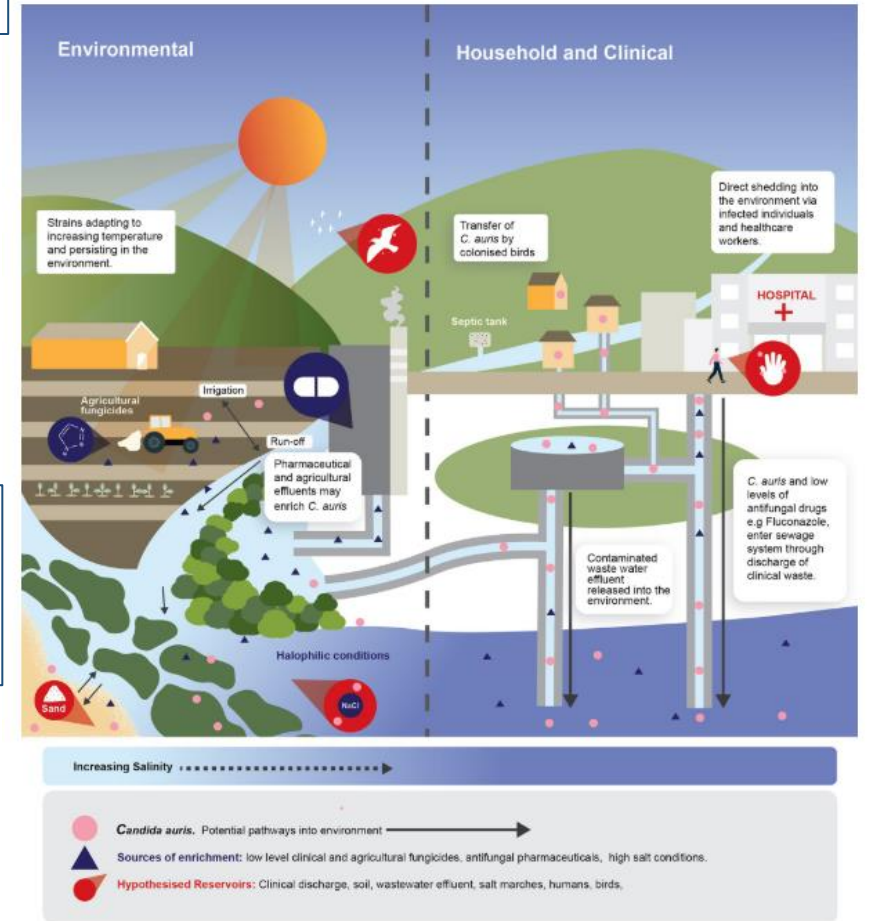 Environmental
Household and Clinical
Strains adapting to
increasing temperature
and persisting in the
environment.
Transfer of
C. auris by
colonised birds
Direct shedding into
the environment via
infected individuals
and healthcare
workers.
HOSPITAL
Septic tank
Agricultural
fungicides
Irrigation
Run-off
Pharmaceutical
and agricultural
effluents may
enrich C. auris
Contaminated
waste water
effluent
released into the
environment.
C. auris and low
levels of
antifungal drugs
e.g Fluconazole,
enter sewage
system through
discharge of
clinical waste.
Halophilic conditions
Sand
NaCl
Increasing Salinity
Candida auris. Potential pathways into environment
Sources of enrichment: low level clinical and agricultural fungicides, antifungal pharmaceuticals, high salt conditions.
Hypothesised Reservoirs: Clinical discharge, soil, wastewater effluent, salt marches, humans, birds,